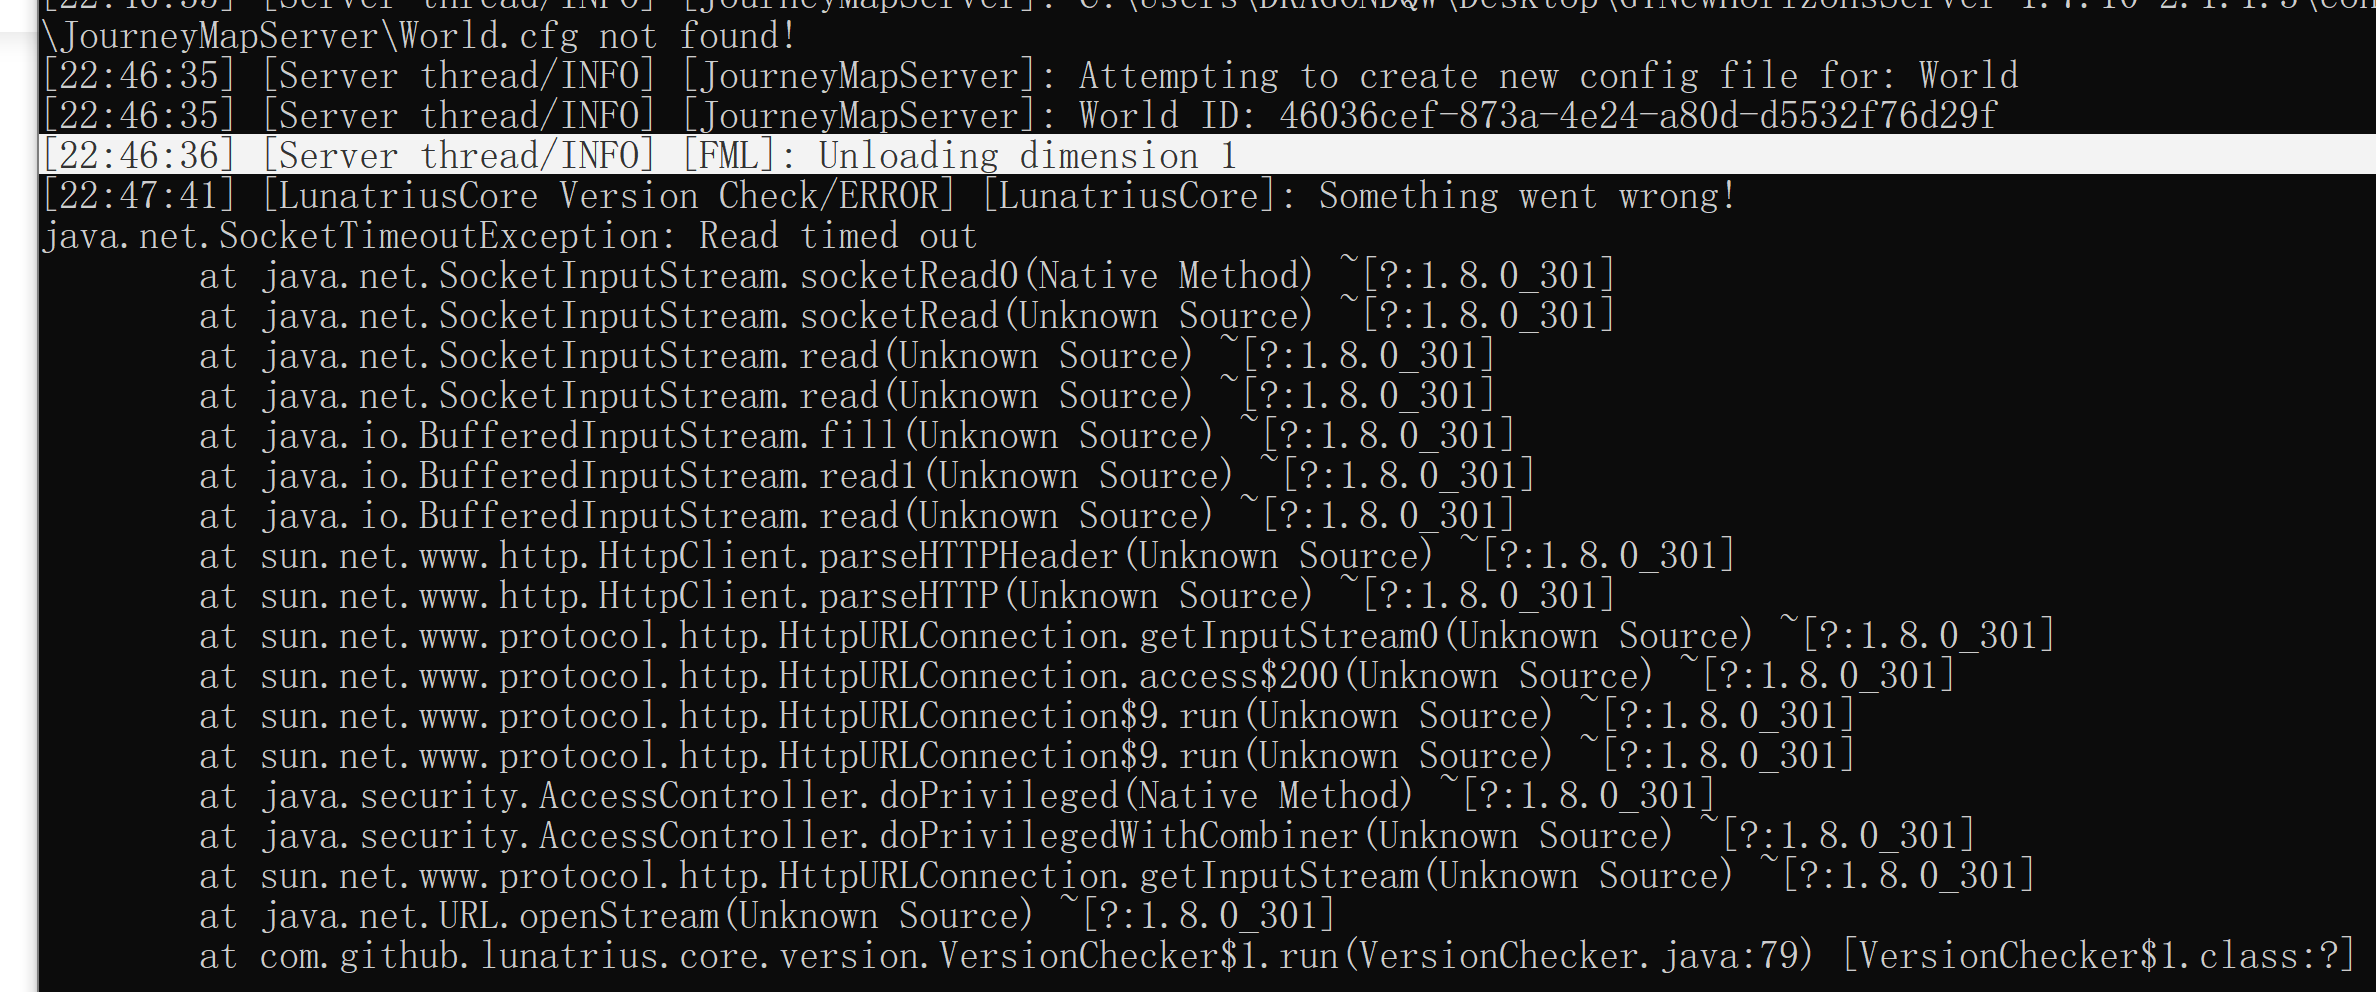 \JourneyMapServer\World.cfg not found!
[22:46:35] [Server thread/INFO] [JourneyMapServer]: Attempting to create new config file for: World
[22:46:35] [Server thread/INFO] [JourneyMapServer]: World ID: 46036cef-873a-4e24-a80d-d5532f76d29f
[22:46:36] [Server thread/INFO] [FML]: Unloading dimension 1
[22:47:41] [LunatriusCore Version Check/ERROR] [LunatriusCore]: Something went wrong!
java.net.SocketTimeoutException: Read timed out
at java.net.SocketInputStream.socketRead0(Native Method) ~[?:1.8.0_301]
at java.net.SocketInputStream.socketRead(Unknown Source) ~[?:1.8.0_301]
at java.net.SocketInputStream.read(Unknown Source) ~[?:1.8.0_301]
at java.net.SocketInputStream.read(Unknown Source) ~[?:1.8.0_301]
at java.io.BufferedInputStream.fill(Unknown Source) ~[?:1.8.0_301]
at java.io.BufferedInputStream.read1(Unknown Source) ~[?:1.8.0_301]
at java.io.BufferedInputStream.read(Unknown Source) ~[?:1.8.0_301]
at sun.net.www.http.HttpClient.parseHTTPHeader(Unknown Source) ~[?:1.8.0_301]
at sun.net.www.http.HttpClient.parseHTTP(Unknown Source) ~[?:1.8.0_301]
at sun.net.www.protocol.http.HttpURLConnection.getInputStream0(Unknown Source) ~[?:1.8.0_301]
at sun.net.www.protocol.http.HttpURLConnection.access$200(Unknown Source) ~[?:1.8.0_301]
at sun.net.www.protocol.http.HttpURLConnection$9.run(Unknown Source) ~[?:1.8.0_301]
at sun.net.www.protocol.http.HttpURLConnection$9.run(Unknown Source) ~[?:1.8.0_301]
at java.security.AccessController.doPrivileged(Native Method) ~[?:1.8.0_301]
at java.security.AccessController.doPrivilegedWithCombiner(Unknown Source) ~[?:1.8.0_301]
at sun.net.www.protocol.http.HttpURLConnection.getInputStream(Unknown Source) ~[?:1.8.0_301]
at java.net.URL.openStream(Unknown Source) ~[?:1.8.0_301]
at com.github.lunatrius.core.version.VersionChecker$1.run(VersionChecker.java:79) [VersionChecker$1.class:?]